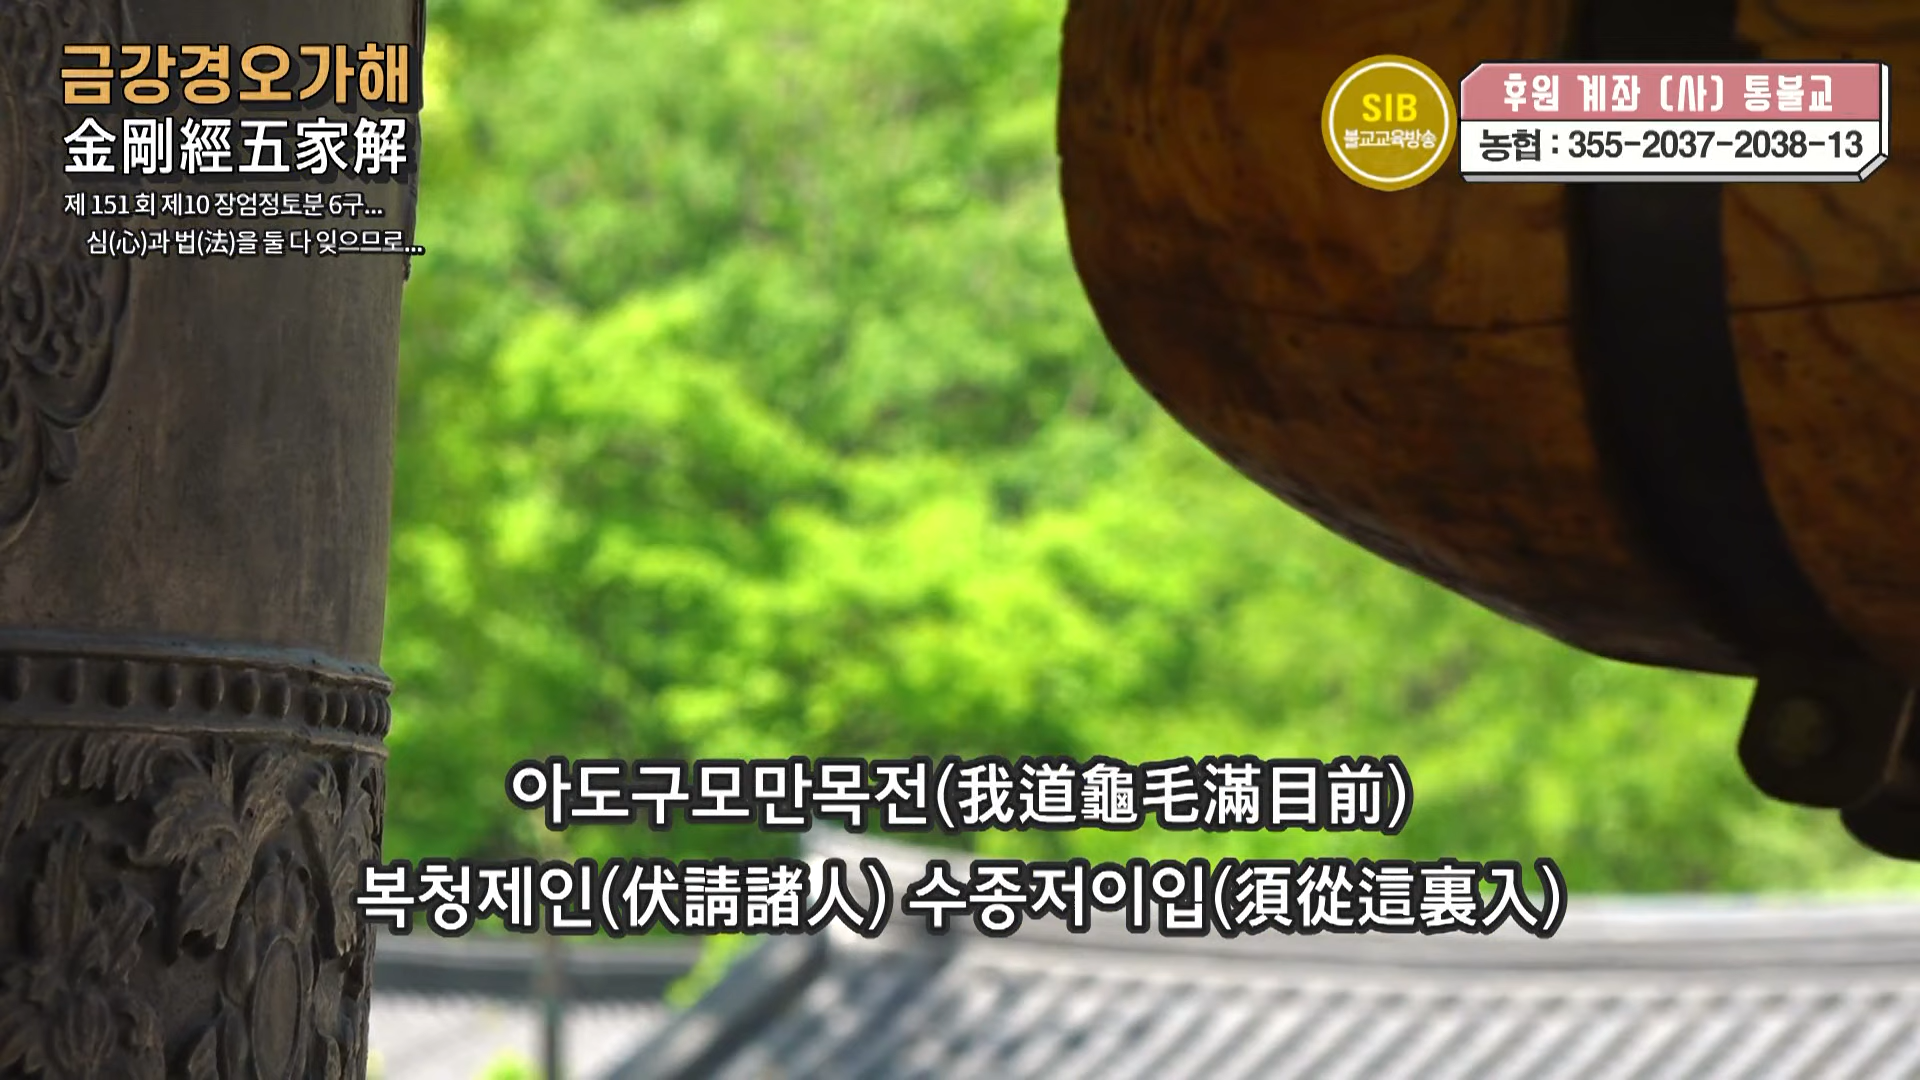 금강경오가해
金剛經五家解
제 151 회 제10 장엄정토분 6구...
심(心)과 법(法)을 둘 다 잊으므로...
SIB
불교교육방송
후원 계좌 (사) 통불교
농협 : 355-2037-2038-13
아도구모만목전(我道龜毛滿目前)
복청제인(伏請諸人) 수종저이입(須從這裏入)